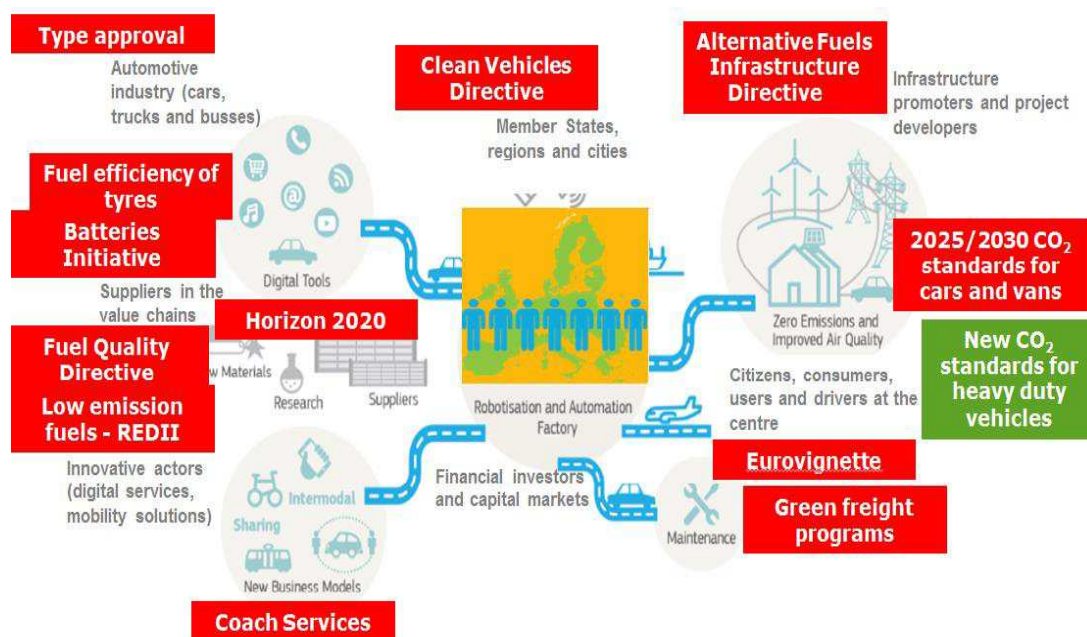 Type approval
Automotive
industry (cars,
trucks and busses)
Clean Vehicles
Directive
Member States,
regions and cities
Alternative Fuels
Infrastructure
Directive
Infrastructure
promoters and project
developers
Fuel efficiency of
tyres
Batteries
Initiative
@
Digital Tools
Suppliers in the
value chains
Horizon 2020
Fuel Quality
Directive
Materials
Research
Suppliers
Low emission
fuels - REDII
Innovative actors
(digital services,
mobility solutions)
Intermodal
Sharing
New Business Models
Coach Services
Robotisation and Automation
Factory
Financial investors
and capital markets
2025/2030 CO₂
standards for
cars and vans
Zero Emissions and
Improved Air Quality
New CO₂
standards for
heavy duty
vehicles
Citizens, consumers,
users and drivers at the
centre
Eurovignette
Green freight
programs
Maintenance